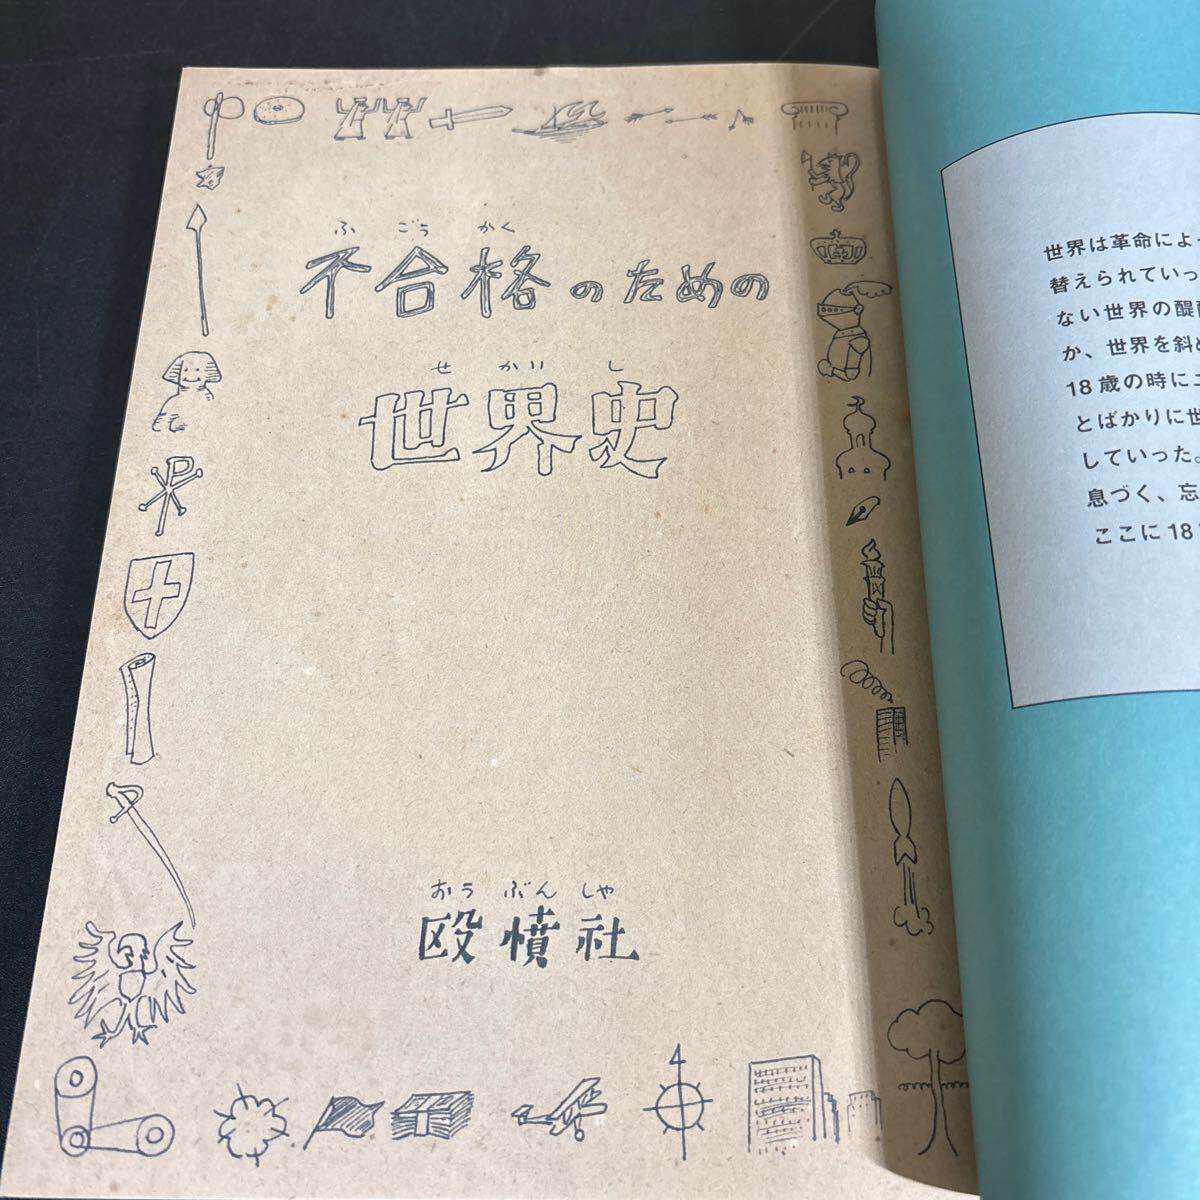 ふ ごう かく
不合格のための
せ かい し
世界史
おう ぶん しゃ
殴憤社
世界は革命によっ
替えられていっ
ない世界の醍
か、世界を斜
18歳の時に
とばかりに世
していった。
息づく、忘
ここに18